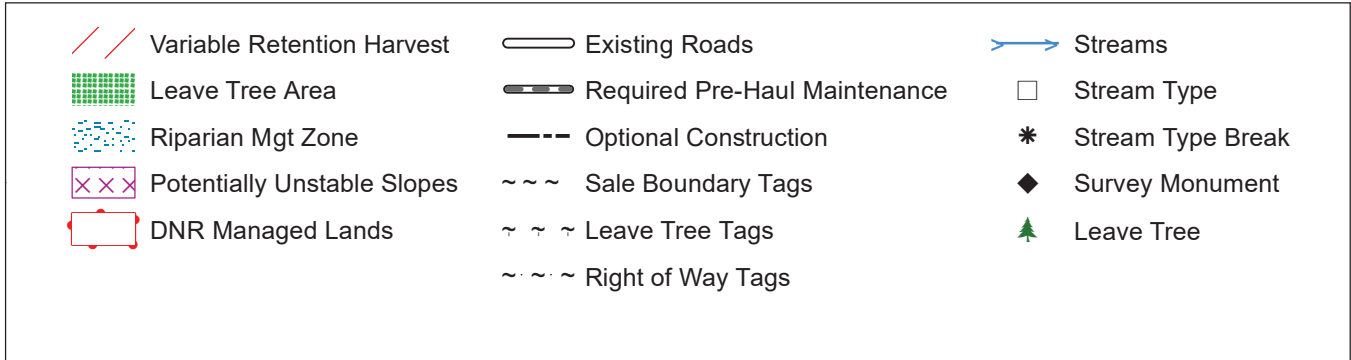 Variable Retention Harvest
Leave Tree Area
Riparian Mgt Zone
Potentially Unstable Slopes
DNR Managed Lands
Existing Roads
Required Pre-Haul Maintenance
Optional Construction
Sale Boundary Tags
Leave Tree Tags
Right of Way Tags
Streams
Stream Type
Stream Type Break
Survey Monument
Leave Tree